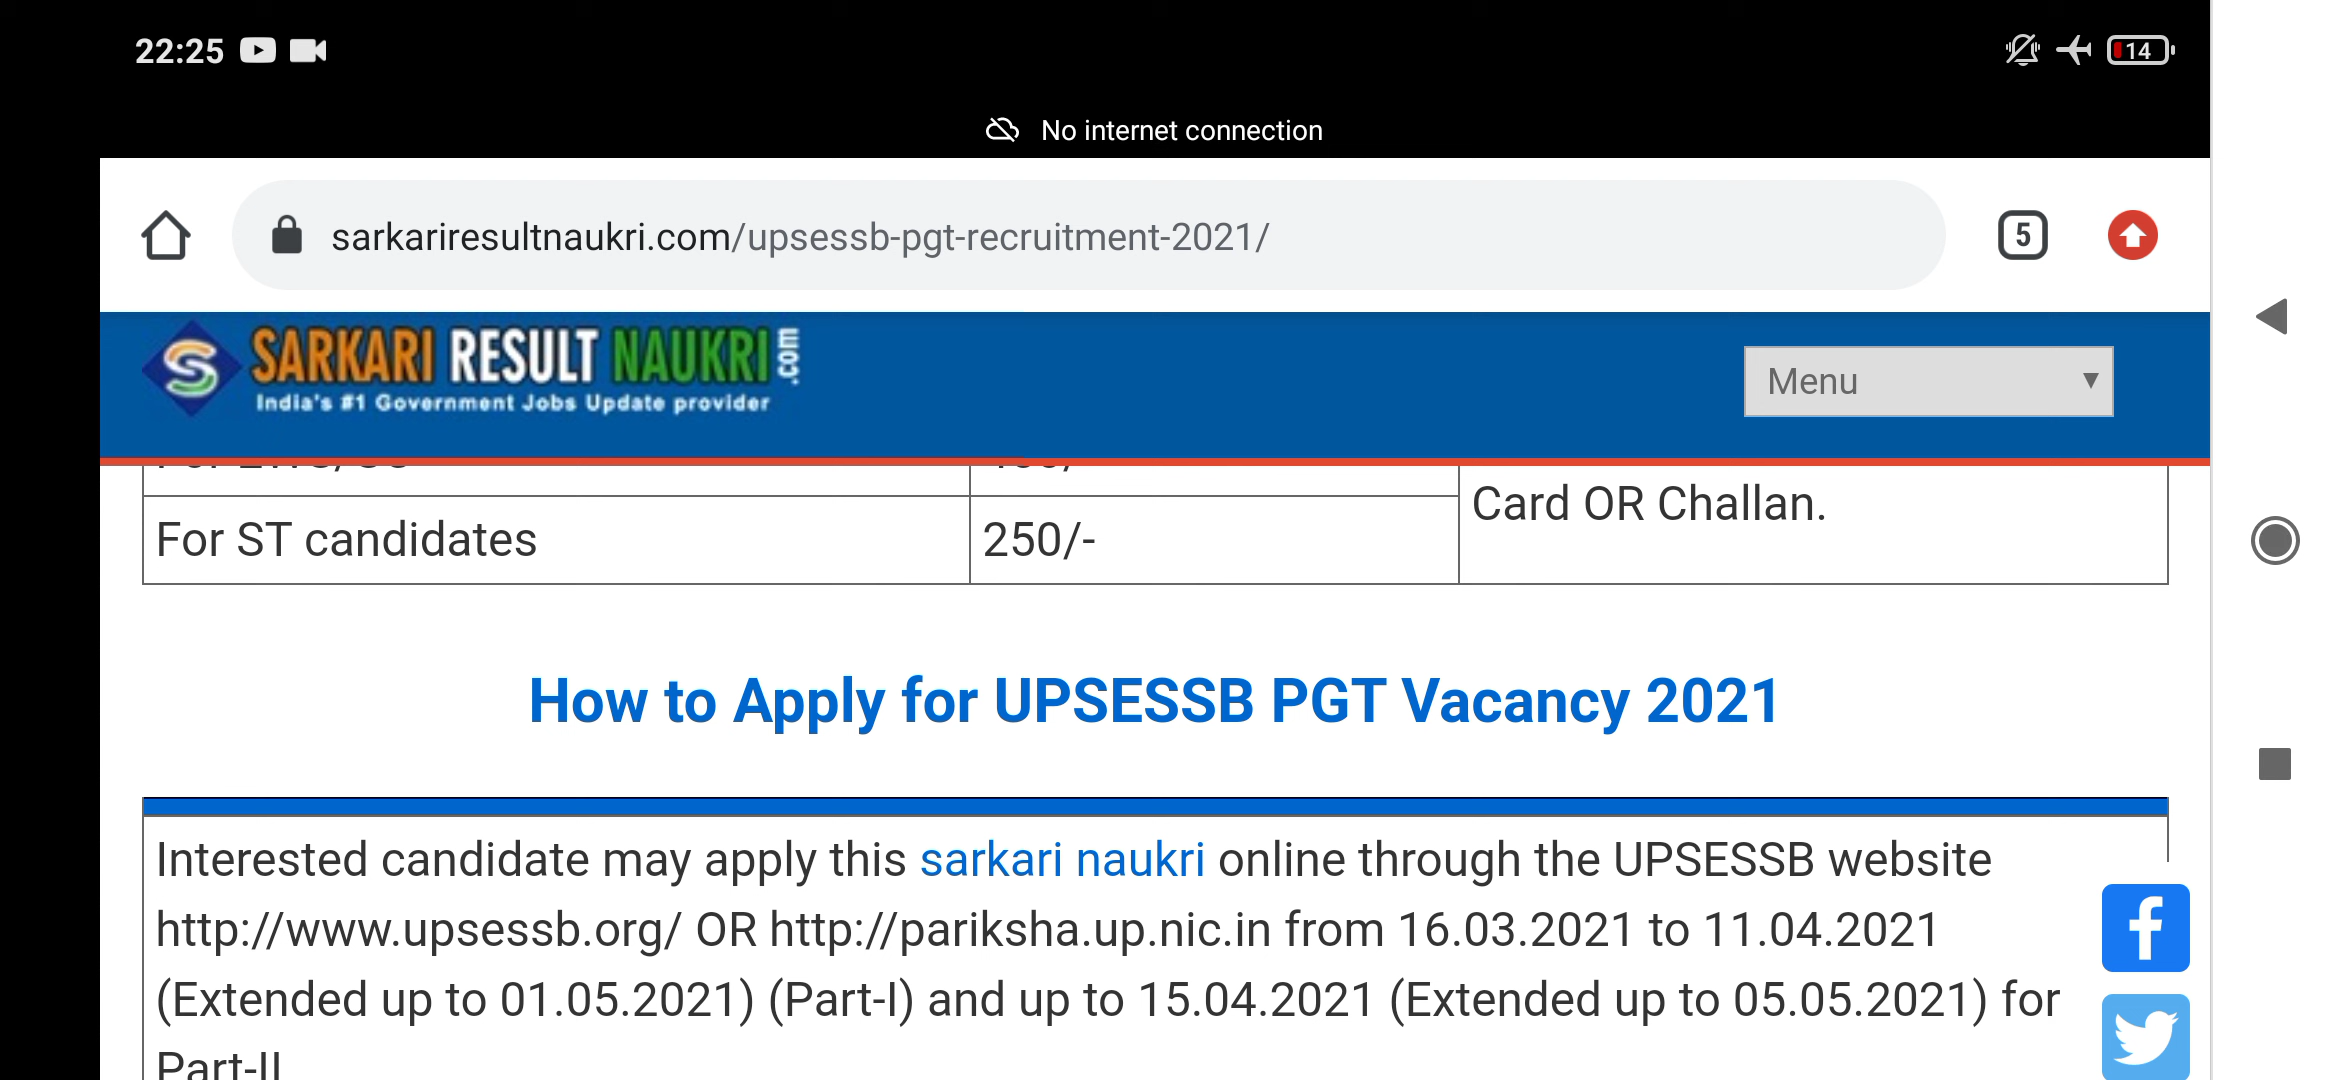 22:25
14
No internet connection
sarkariresultnaukri.com/upsessb-pgt-recruitment-2021/
5
SARKARI RESULT NAUKRI .com
India's #1 Government Jobs Update provider
Menu
Card OR Challan.
For ST candidates 250/-
How to Apply for UPSESSB PGT Vacancy 2021
Interested candidate may apply this sarkari naukri online through the UPSESSB website
http://www.upsessb.org/ OR http://pariksha.up.nic.in from 16.03.2021 to 11.04.2021
(Extended up to 01.05.2021) (Part-I) and up to 15.04.2021 (Extended up to 05.05.2021) for
Part-II